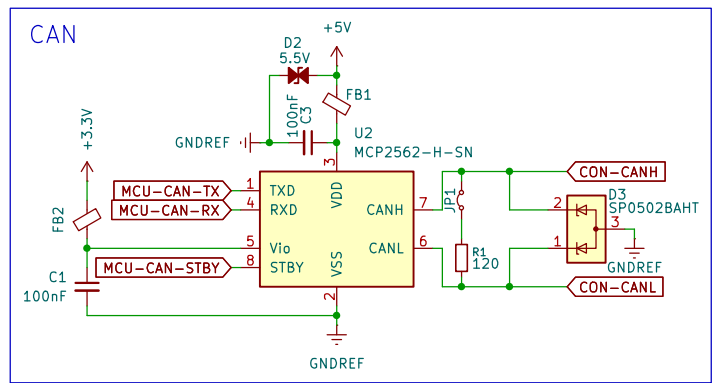 CAN
+5V
D2
5.5V
FB1
100nF
C3
GNDREF
U2
MCP2562-H-SN
+3.3V
FB2
3
VDD
MCU-CAN-TX
1
TXD
MCU-CAN-RX
4
RXD
CANH
7
JP1
CON-CANH
D3
SP0502BAHT
2
3
1
5
Vio
CANL
6
R1
120
MCU-CAN-STBY
8
STBY
VSS
2
GNDREF
C1
100nF
CON-CANL
GNDREF